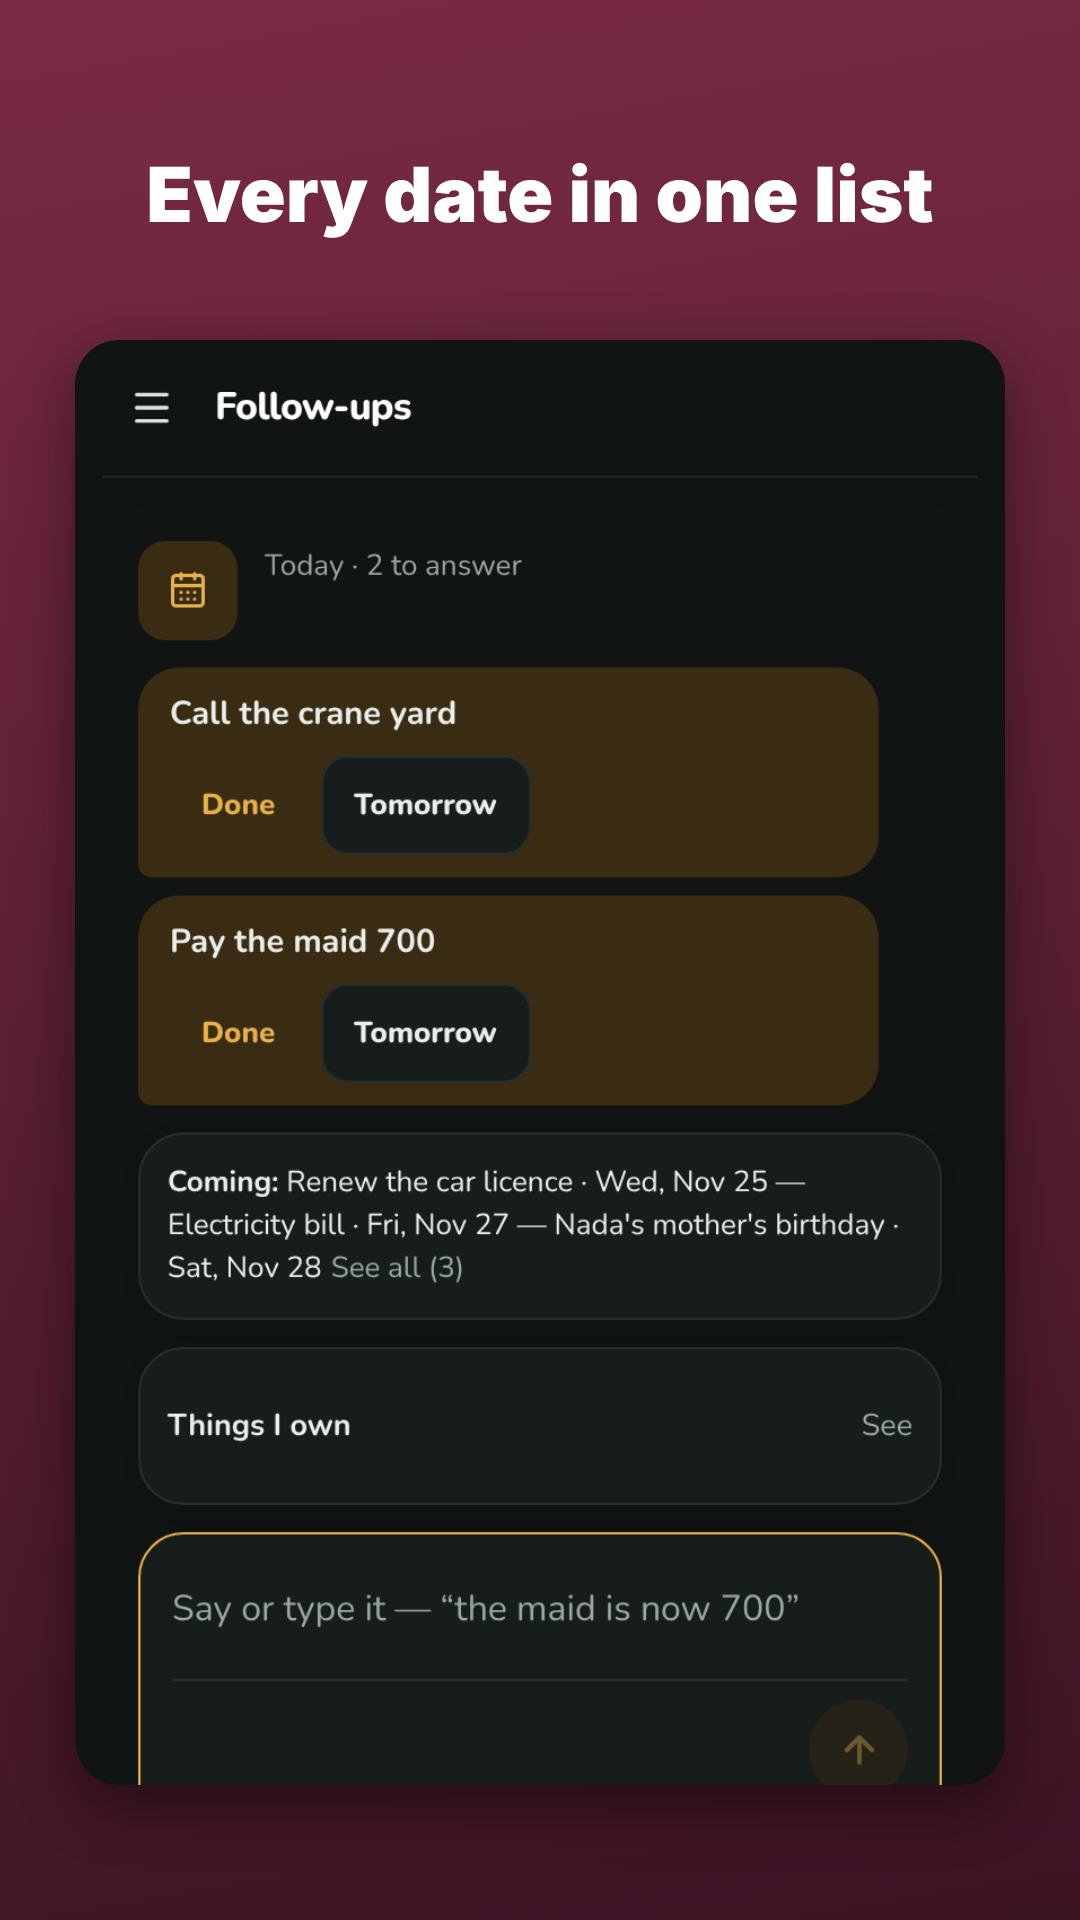 Every date in one list
Follow-ups
Today · 2 to answer
Call the crane yard
Done
Tomorrow
Pay the maid 700
Done
Tomorrow
Coming: Renew the car licence · Wed, Nov 25 —
Electricity bill · Fri, Nov 27 — Nada's mother's birthday ·
Sat, Nov 28 See all (3)
Things I own
See
Say or type it — “the maid is now 700”